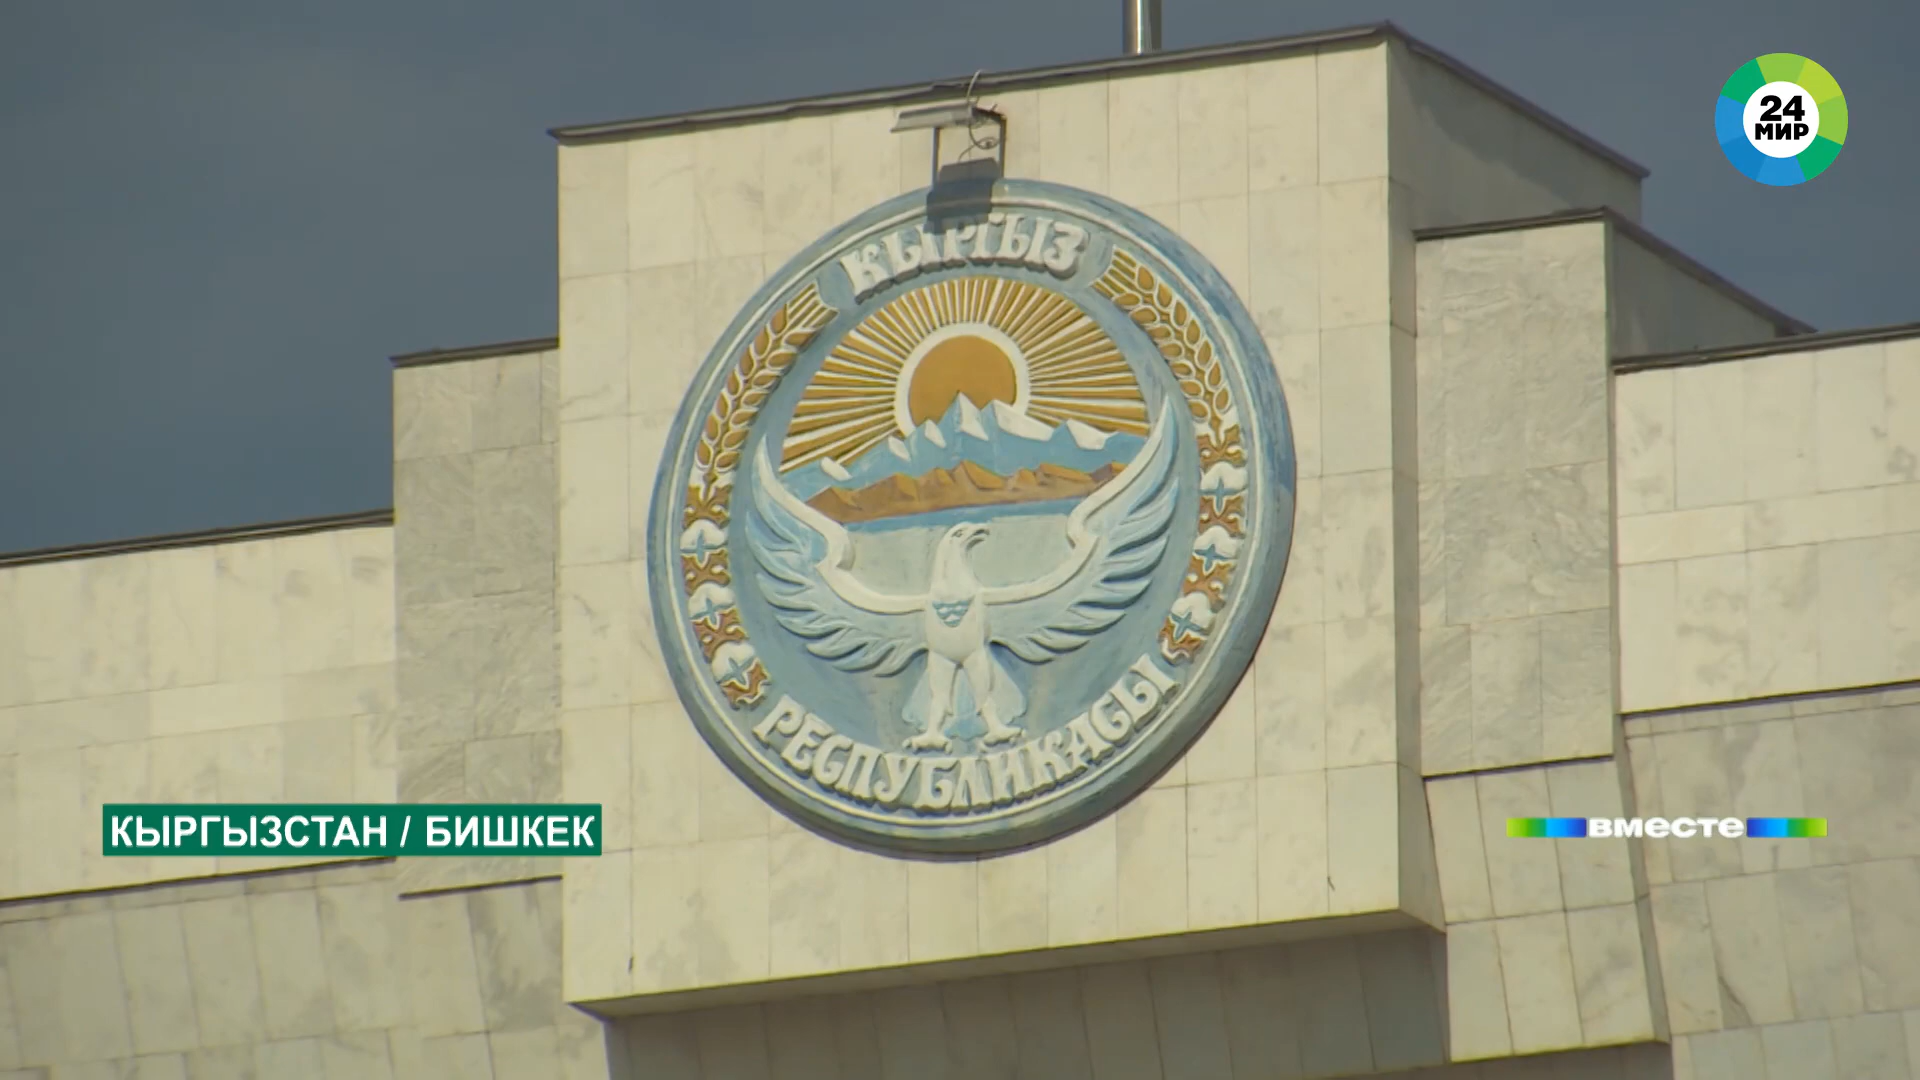 24
МИР
КЫРГЫЗ
РЕСПУБЛИКАСЫ
КЫРГЫЗСТАН / БИШКЕК
вместе